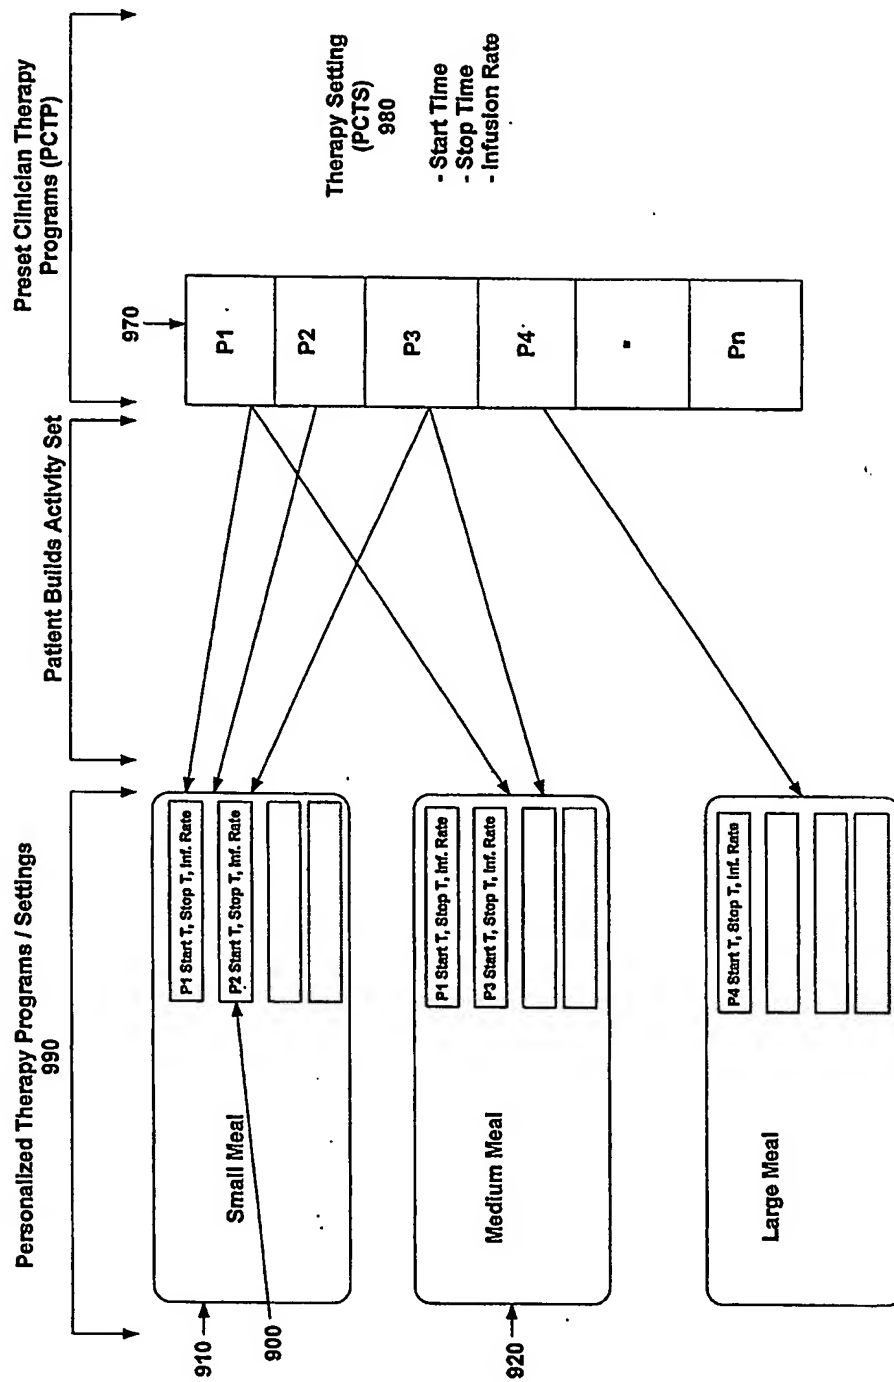 Personalized Therapy Programs / Settings
990
Patient Builds Activity Set
Preset Clinician Therapy
Programs (PCTP)
910
900
Small Meal
P1 Start T, Stop T, Inf. Rate
P2 Start T, Stop T, Inf. Rate
920
Medium Meal
P1 Start T, Stop T, Inf. Rate
P3 Start T, Stop T, Inf. Rate
Large Meal
P4 Start T, Stop T, Inf. Rate
970
P1
P2
P3
P4
Pn
Therapy Setting
(PCTS)
980
- Start Time
- Stop Time
- Infusion Rate